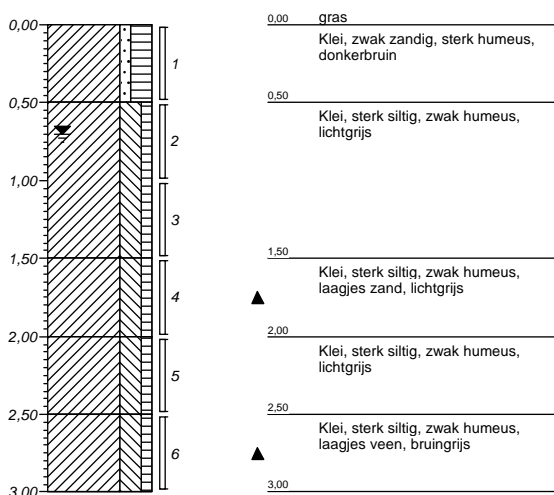 0,00
0,50
1,00
1,50
2,00
2,50
3,00
1
2
3
4
5
6
0,00 gras
Klei, zwak zandig, sterk humeus,
donkerbruin
0,50
Klei, sterk siltig, zwak humeus,
lichtgrijs
1,50
Klei, sterk siltig, zwak humeus,
laagjes zand, lichtgrijs
2,00
Klei, sterk siltig, zwak humeus,
lichtgrijs
2,50
Klei, sterk siltig, zwak humeus,
laagjes veen, bruingrijs
3,00